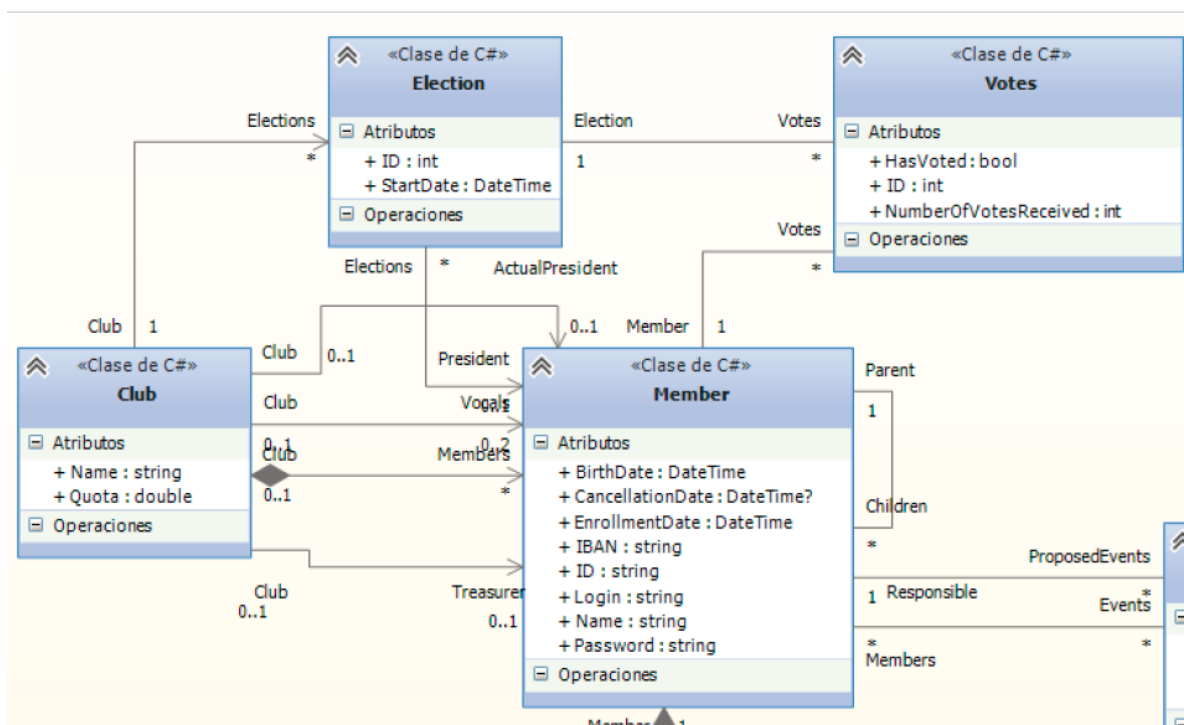 «Clase de C#»
Election
Atributos
+ ID : int
+ StartDate : DateTime
Operaciones
«Clase de C#»
Votes
Atributos
+ HasVoted : bool
+ ID : int
+ NumberOfVotesReceived : int
Operaciones
Elections
*
Election
1
Votes
*
Votes
*
Elections
*
ActualPresident
0..1
Member
1
Club
1
Club
0..1
President
0..1
Club
0..1
Vocals
0..2
Club
0..1
Members
*
Club
0..1
Treasurer
0..1
«Clase de C#»
Club
Atributos
+ Name : string
+ Quota : double
Operaciones
«Clase de C#»
Member
Atributos
+ BirthDate : DateTime
+ CancellationDate : DateTime?
+ EnrollmentDate : DateTime
+ IBAN : string
+ ID : string
+ Login : string
+ Name : string
+ Password : string
Operaciones
Parent
1
Children
*
ProposedEvents
*
1
Responsible
Events
*
*
Members
Member
1